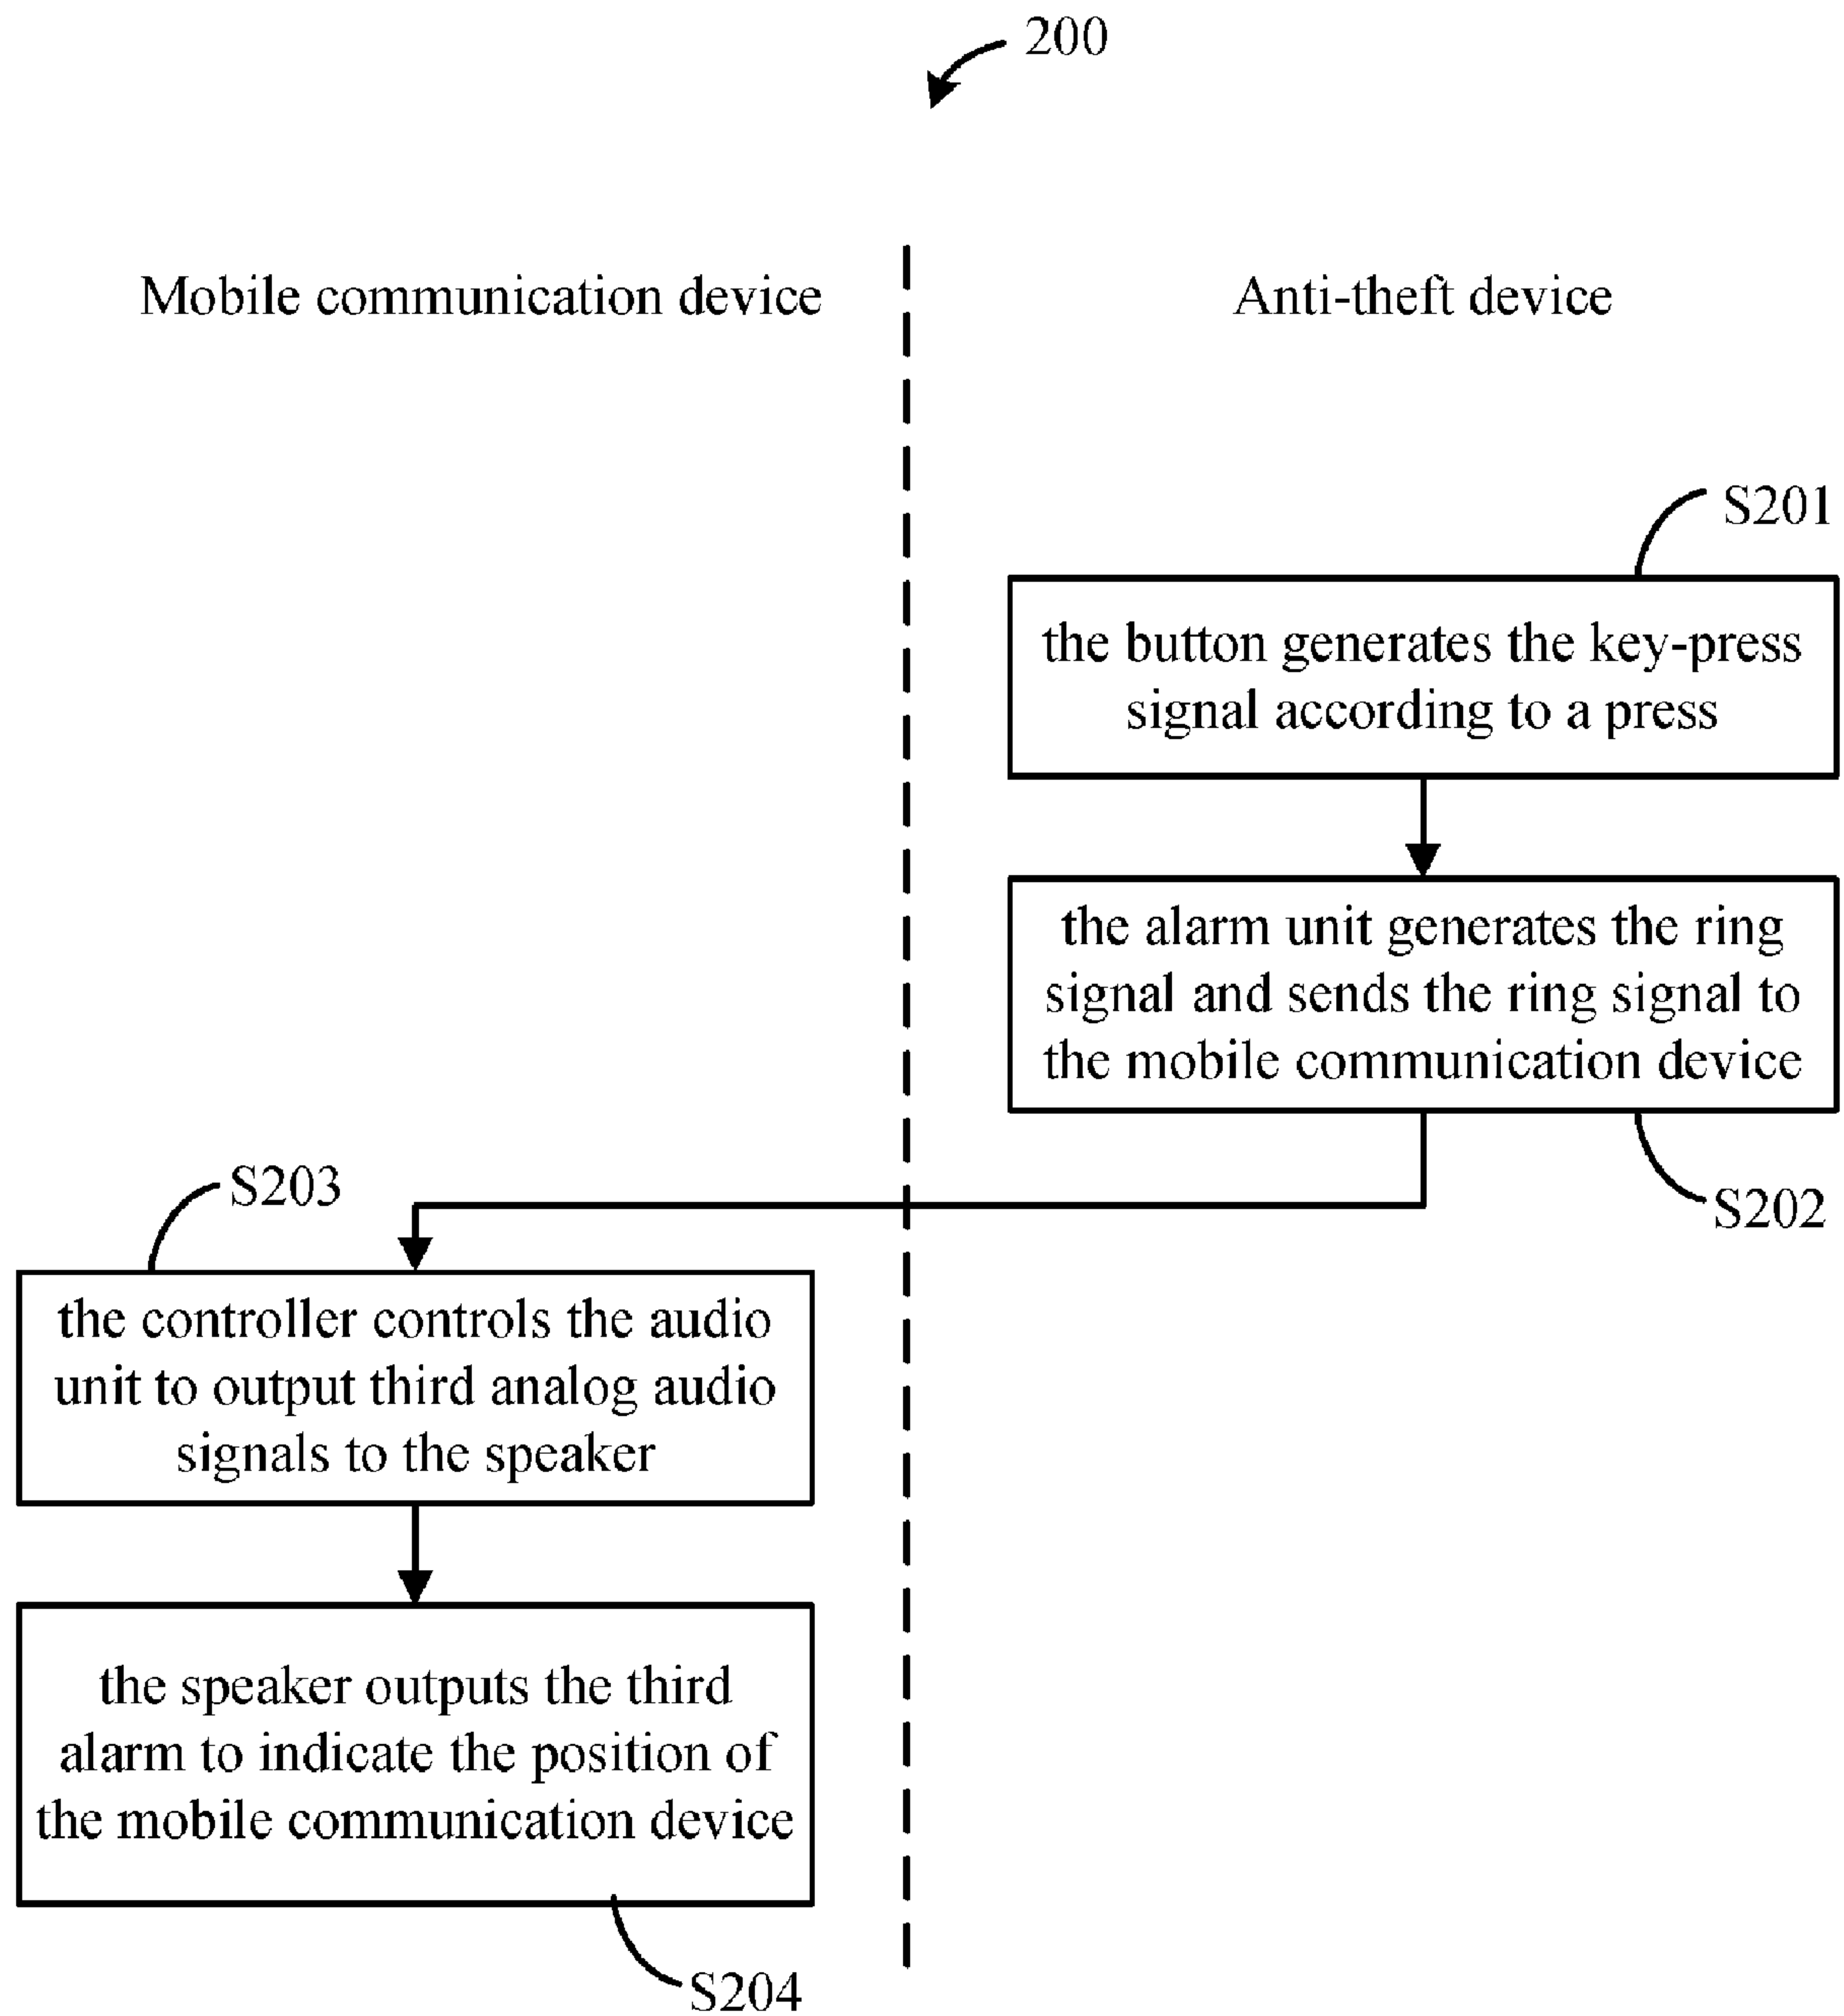 200
Mobile communication device
Anti-theft device
S201
the button generates the key-press
signal according to a press
the alarm unit generates the ring
signal and sends the ring signal to
the mobile communication device
S202
S203
the controller controls the audio
unit to output third analog audio
signals to the speaker
the speaker outputs the third
alarm to indicate the position of
the mobile communication device
S204